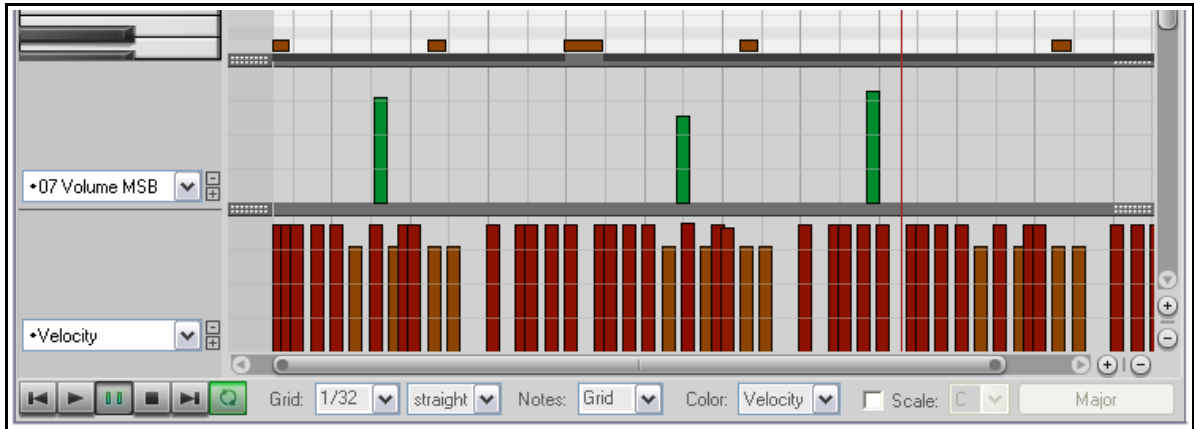 07 Volume MSB
Velocity
Grid: 1/32 straight Notes: Grid Color: Velocity Scale: C Major